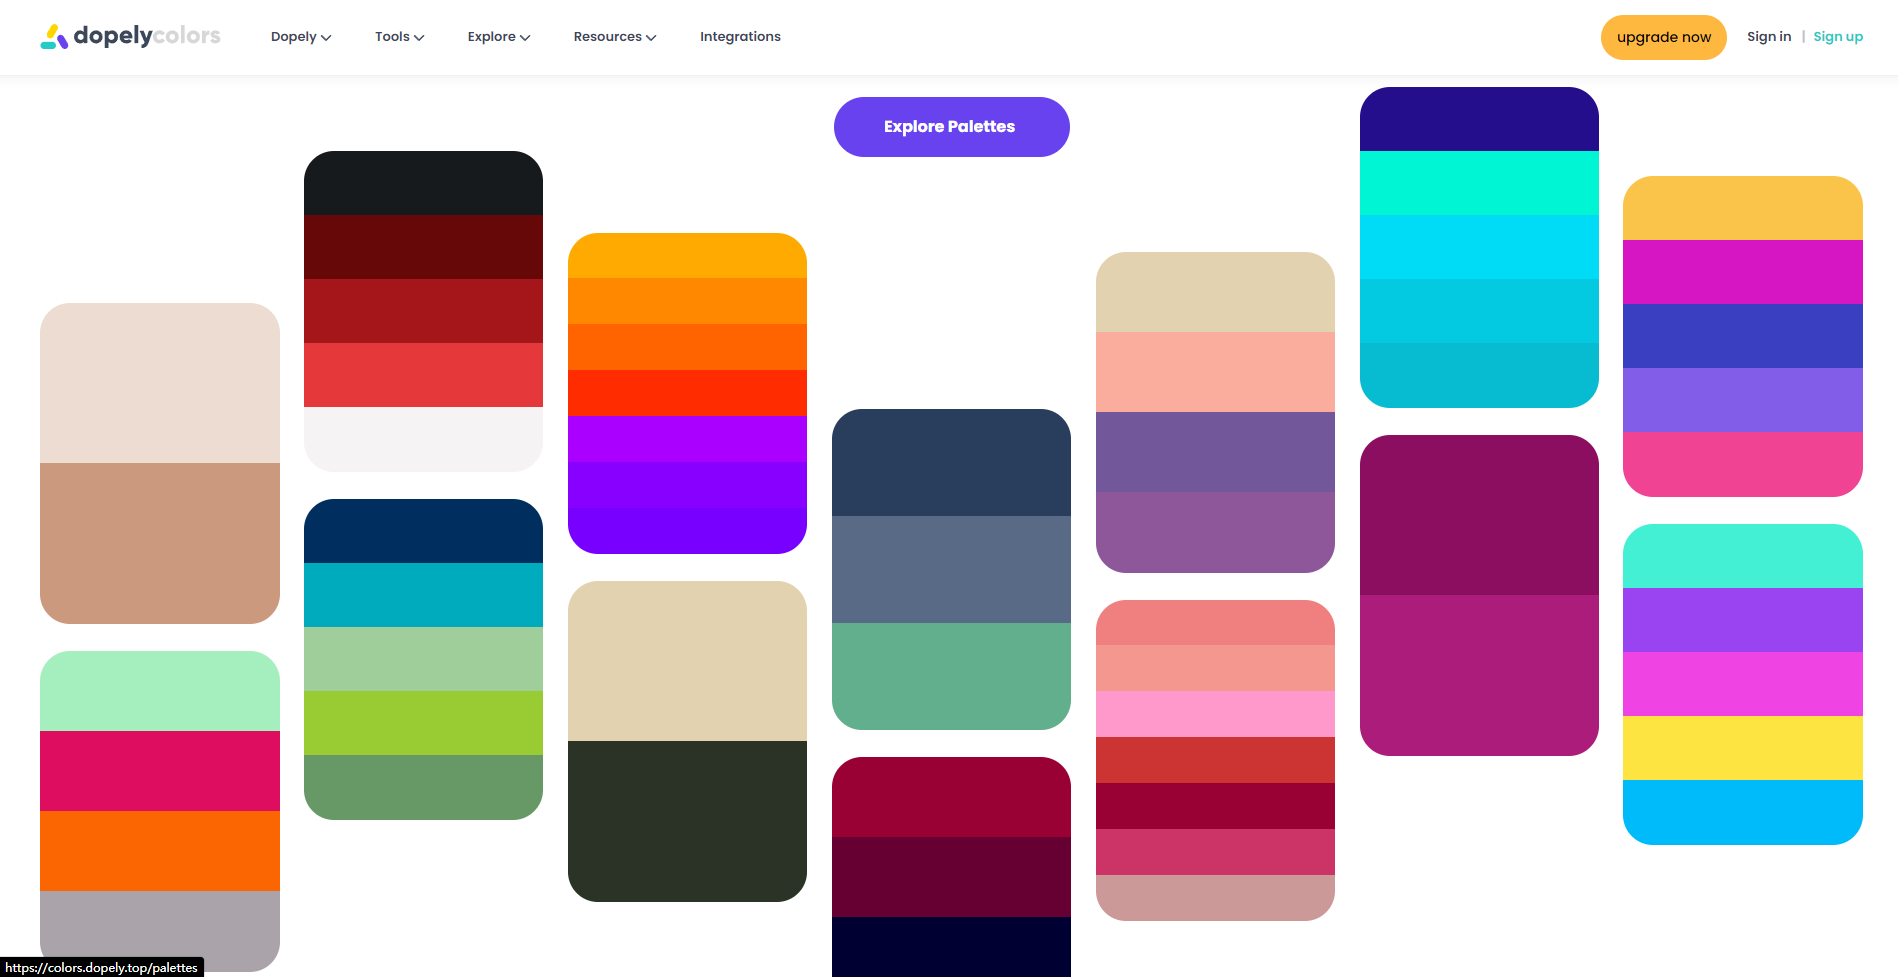 dopelycolors
Dopely
Tools
Explore
Resources
Integrations
upgrade now
Sign in | Sign up
Explore Palettes
https://colors.dopely.top/palettes